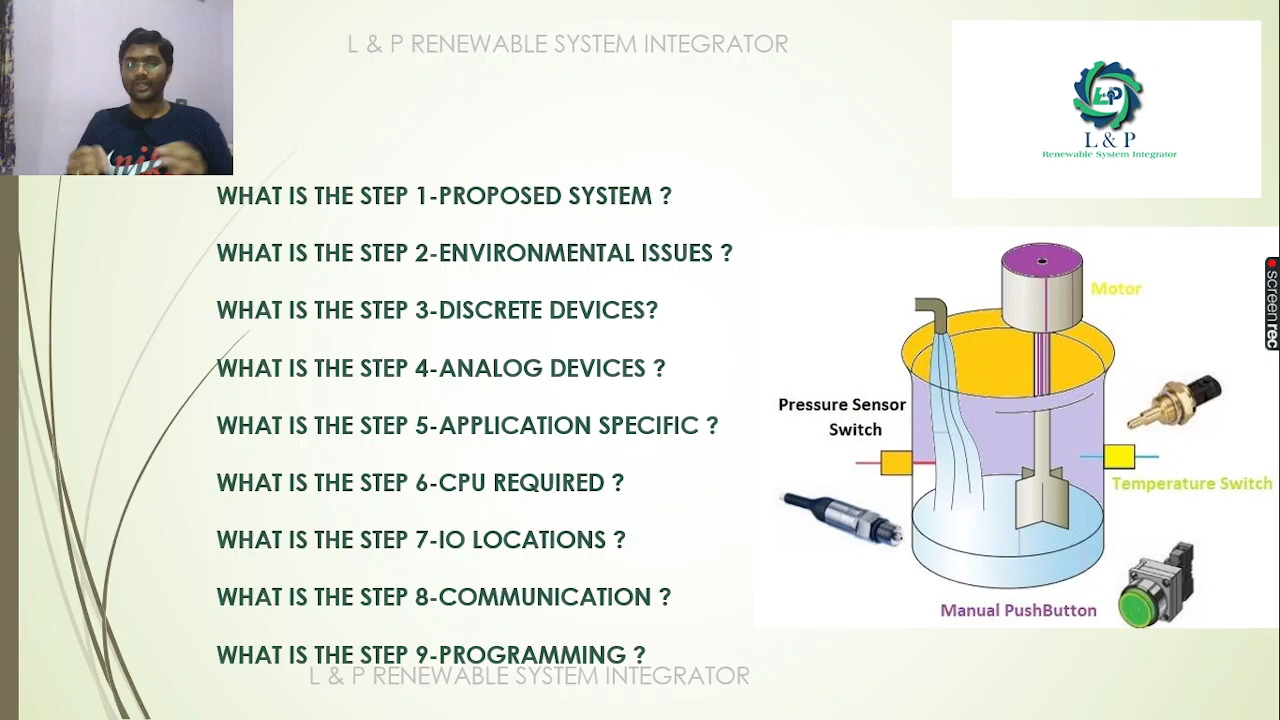 L & P RENEWABLE SYSTEM INTEGRATOR
L & P
Renewable System Integrator
WHAT IS THE STEP 1-PROPOSED SYSTEM ?
WHAT IS THE STEP 2-ENVIRONMENTAL ISSUES ?
WHAT IS THE STEP 3-DISCRETE DEVICES?
WHAT IS THE STEP 4-ANALOG DEVICES ?
WHAT IS THE STEP 5-APPLICATION SPECIFIC ?
WHAT IS THE STEP 6-CPU REQUIRED ?
WHAT IS THE STEP 7-IO LOCATIONS ?
WHAT IS THE STEP 8-COMMUNICATION ?
WHAT IS THE STEP 9-PROGRAMMING ?
L & P RENEWABLE SYSTEM INTEGRATOR
Motor
Pressure Sensor
Switch
Temperature Switch
Manual PushButton
screenrec